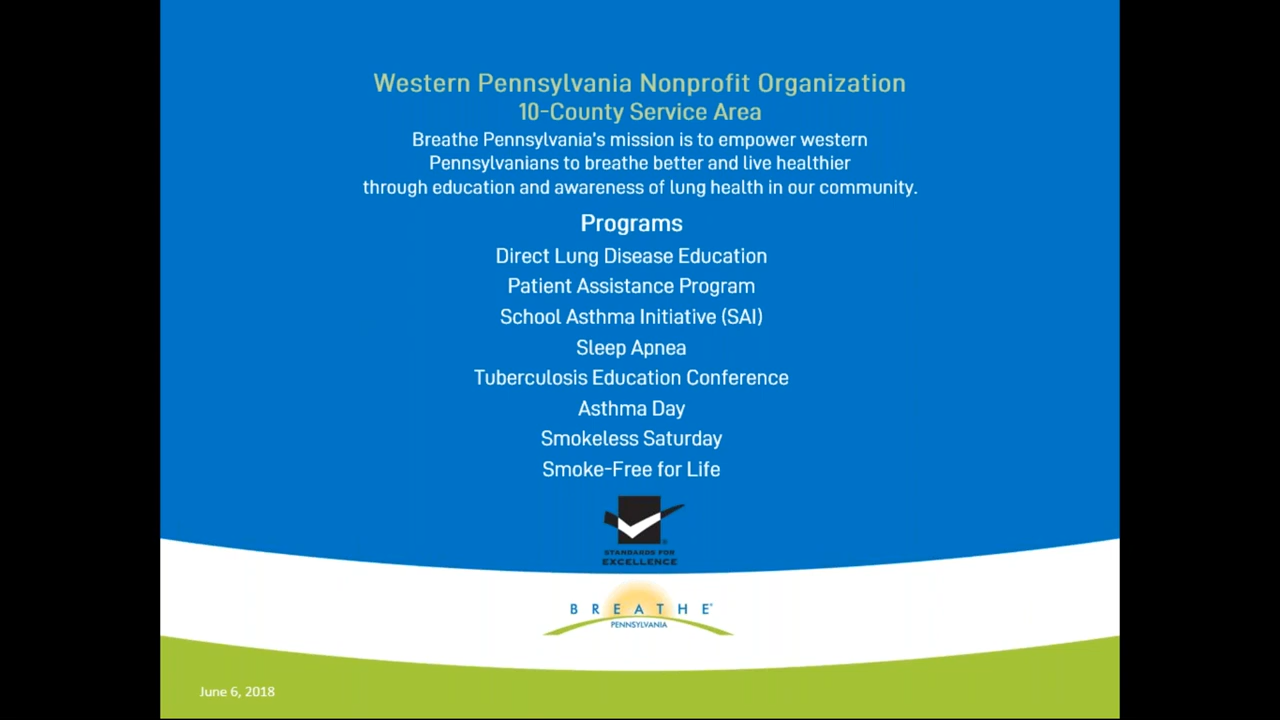 Western Pennsylvania Nonprofit Organization
10-County Service Area
Breathe Pennsylvania's mission is to empower western
Pennsylvanians to breathe better and live healthier
through education and awareness of lung health in our community.
Programs
Direct Lung Disease Education
Patient Assistance Program
School Asthma Initiative (SAI)
Sleep Apnea
Tuberculosis Education Conference
Asthma Day
Smokeless Saturday
Smoke-Free for Life
STANDARDS FOR
EXCELLENCE
BREATHE
PENNSYLVANIA
June 6, 2018